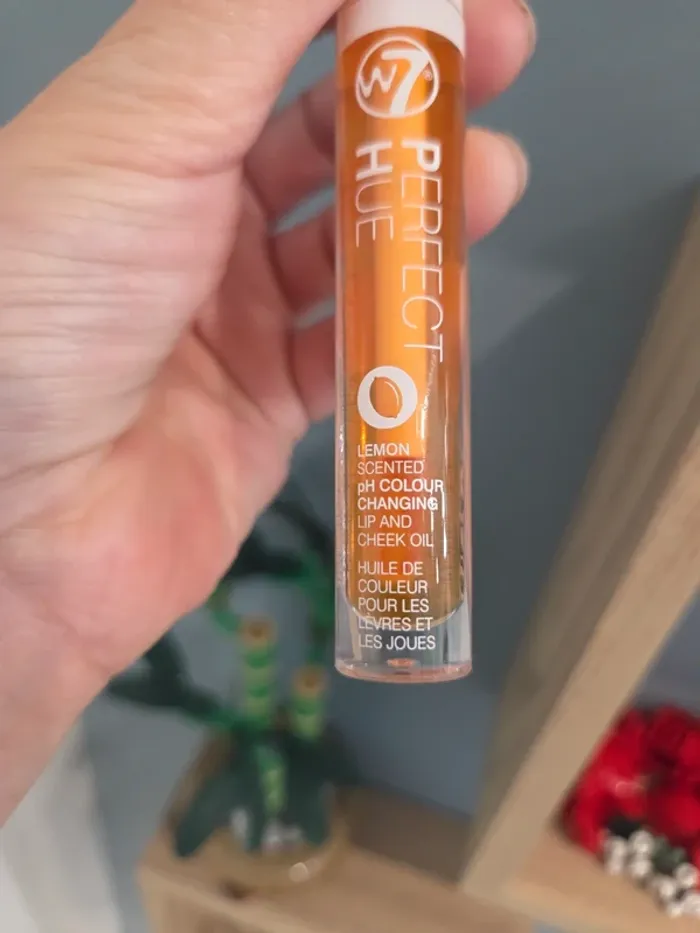 W7®
PERFECT
HUE
LEMON
SCENTED
pH COLOUR
CHANGING
LIP AND
CHEEK OIL
HUILE DE
COULEUR
POUR LES
LÈVRES ET
LES JOUES